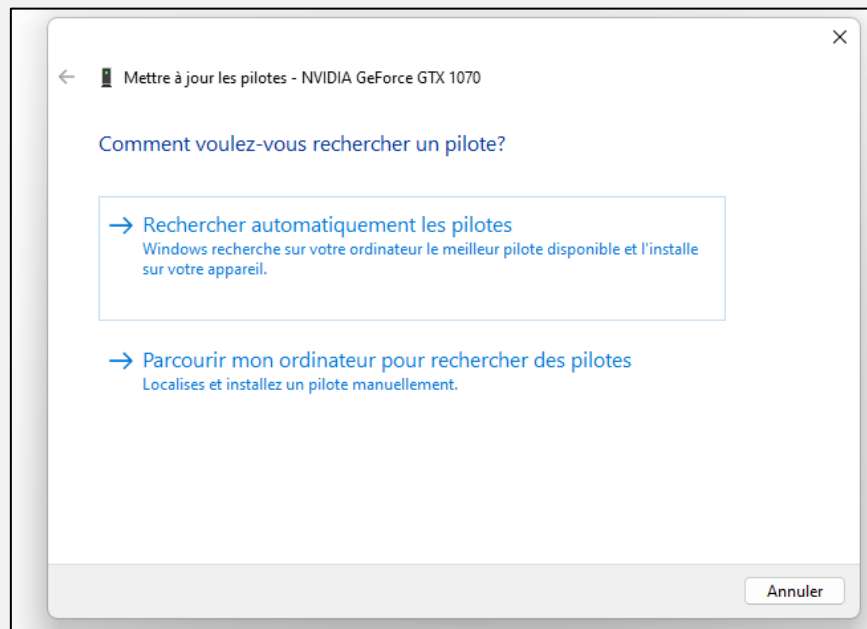 Mettre à jour les pilotes - NVIDIA GeForce GTX 1070
Comment voulez-vous rechercher un pilote?
Rechercher automatiquement les pilotes
Windows recherche sur votre ordinateur le meilleur pilote disponible et l'installe
sur votre appareil.
Parcourir mon ordinateur pour rechercher des pilotes
Localises et installez un pilote manuellement.
Annuler